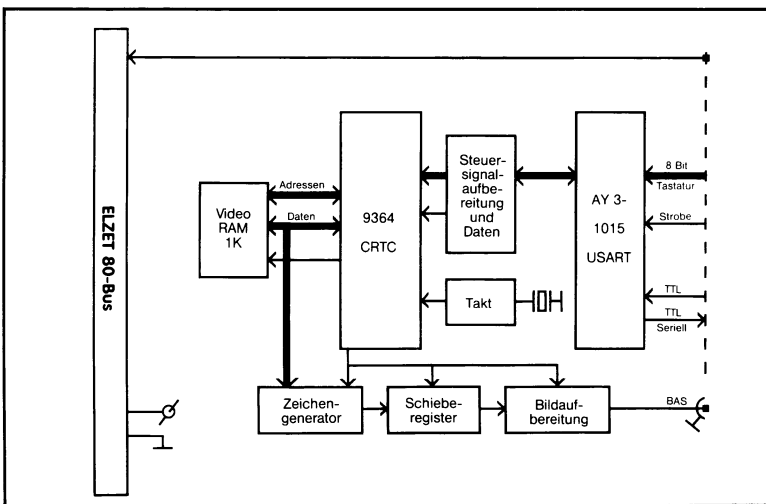 ELZET 80-Bus
Video
RAM
1K
Adressen
Daten
9364
CRTC
Steuer-
signal-
aufbe-
reitung
und
Daten
Takt
AY 3-
1015
USART
8 Bit
Tastatur
Strobe
TTL
TTL
Seriell
Zeichen-
generator
Schiebe-
register
Bildauf-
bereitung
BAS